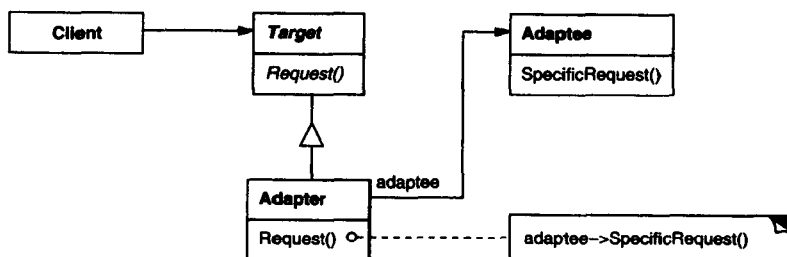 Client
Target
Request()
Adaptee
SpecificRequest()
adaptee
Adapter
Request()
adaptee->SpecificRequest()